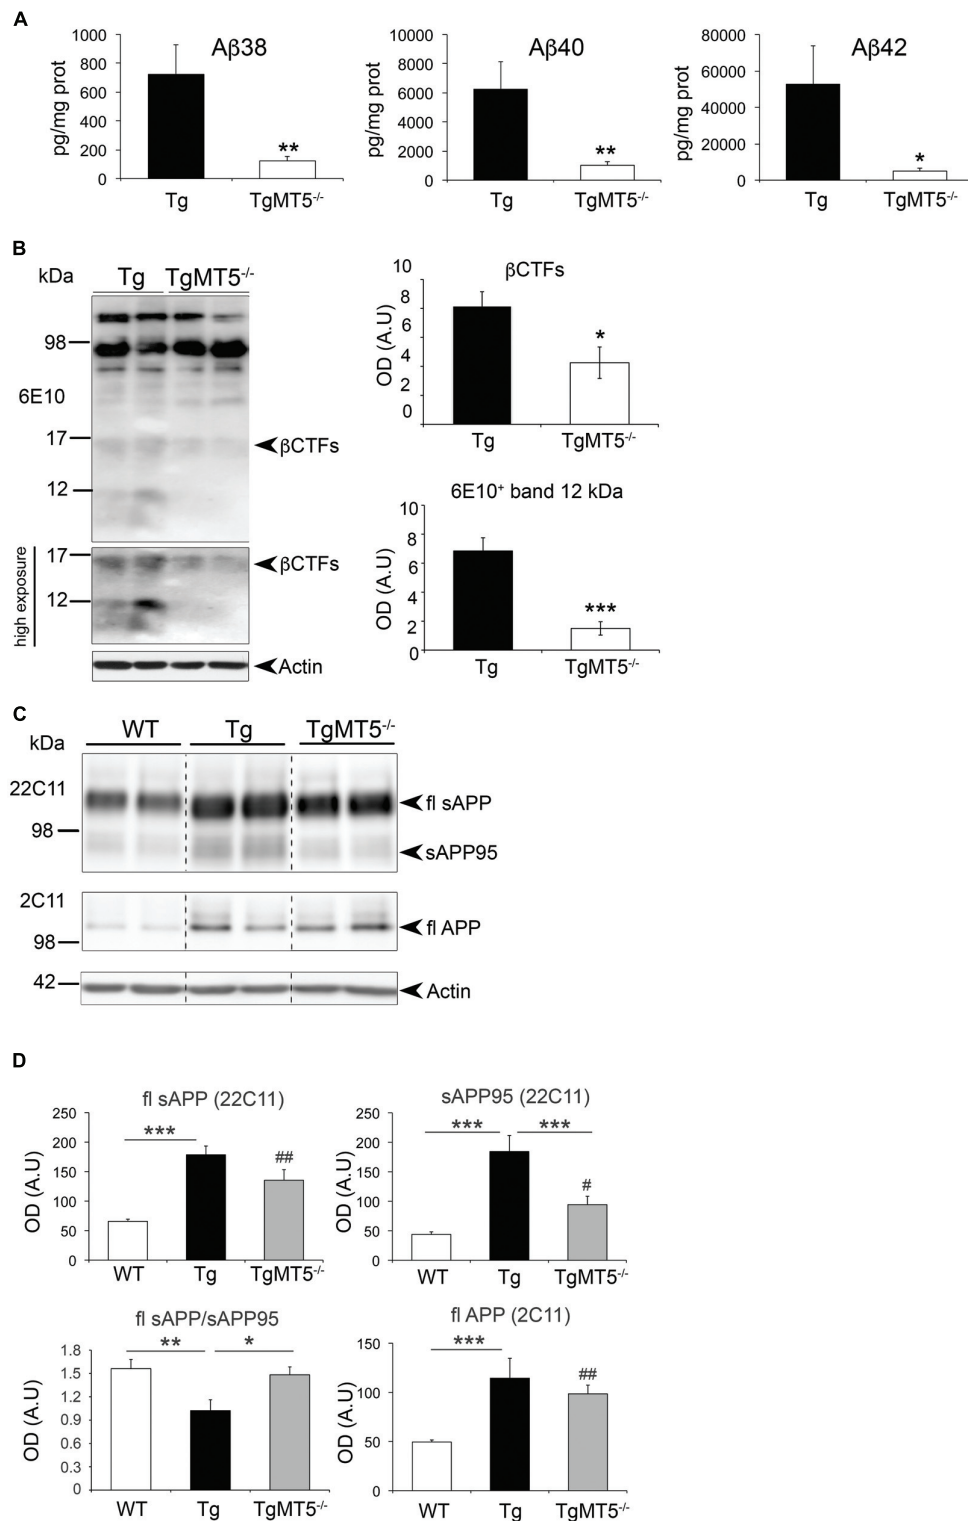 A
Aβ38
Aβ40
Aβ42
pg/mg prot
1000
800
600
400
200
0
**
Tg
TgMT5-/-
pg/mg prot
10000
8000
6000
4000
2000
0
**
Tg
TgMT5-/-
pg/mg prot
80000
60000
40000
20000
0
*
Tg
TgMT5-/-
B
kDa
Tg
TgMT5-/-
98
6E10
17
βCTFs
12
high exposure
17
βCTFs
12
Actin
βCTFs
OD (A.U)
10
8
6
4
2
0
*
Tg
TgMT5-/-
6E10+ band 12 kDa
OD (A.U)
10
8
6
4
2
0
***
Tg
TgMT5-/-
C
kDa
WT
Tg
TgMT5-/-
22C11
fl sAPP
98
sAPP95
2C11
fl APP
98
42
Actin
D
fl sAPP (22C11)
OD (A.U)
250
200
150
100
50
0
***
##
WT
Tg
TgMT5-/-
sAPP95 (22C11)
OD (A.U)
250
200
150
100
50
0
***
***
#
WT
Tg
TgMT5-/-
fl sAPP/sAPP95
OD (A.U)
1.8
1.5
1.2
0.9
0.6
0.3
0
**
*
WT
Tg
TgMT5-/-
fl APP (2C11)
OD (A.U)
150
100
50
0
***
##
WT
Tg
TgMT5-/-